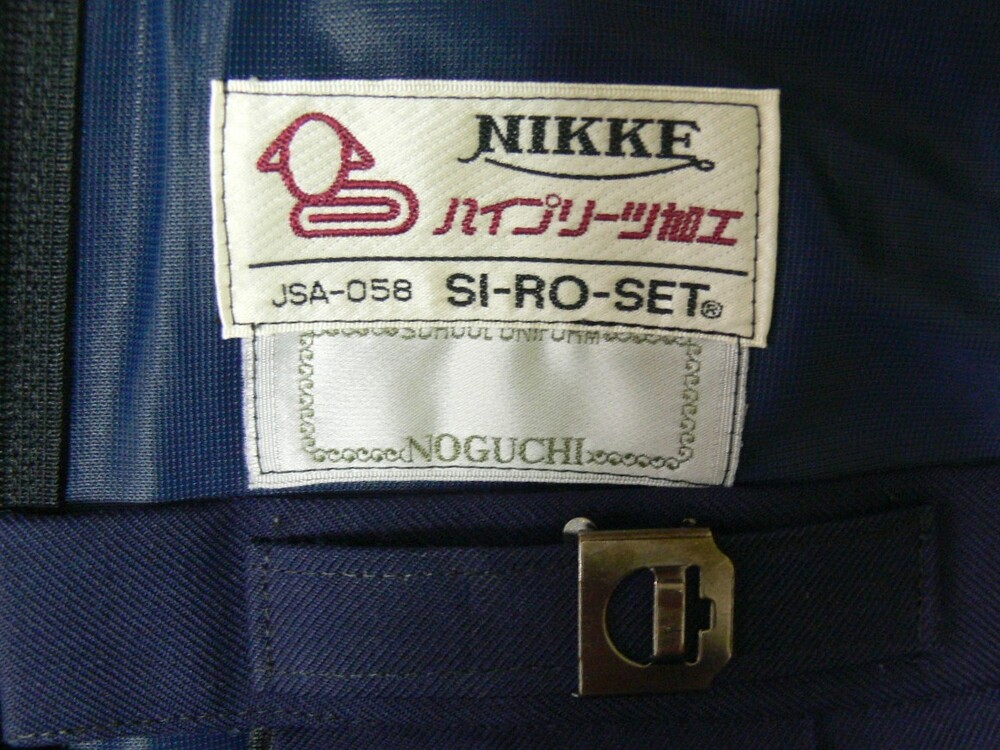 NIKKE
ハイプリーツ加工
JSA-058 SI-RO-SET®
SCHOOL UNIFORM
NOGUCHI